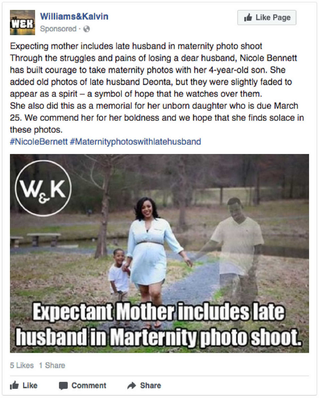 W&K
Williams&Kalvin
Like Page
Sponsored ·
Expecting mother includes late husband in maternity photo shoot
Through the struggles and pains of losing a dear husband, Nicole Bennett
has built courage to take maternity photos with her 4-year-old son. She
added old photos of late husband Deonta, but they were slightly faded to
appear as a spirit – a symbol of hope that he watches over them.
She also did this as a memorial for her unborn daughter who is due March
25. We commend her for her boldness and we hope that she finds solace in
these photos.
#NicoleBernett #Maternityphotoswithlatehusband
W&K
Expectant Mother includes late
husband in Marternity photo shoot.
5 Likes 1 Share
Like Comment Share